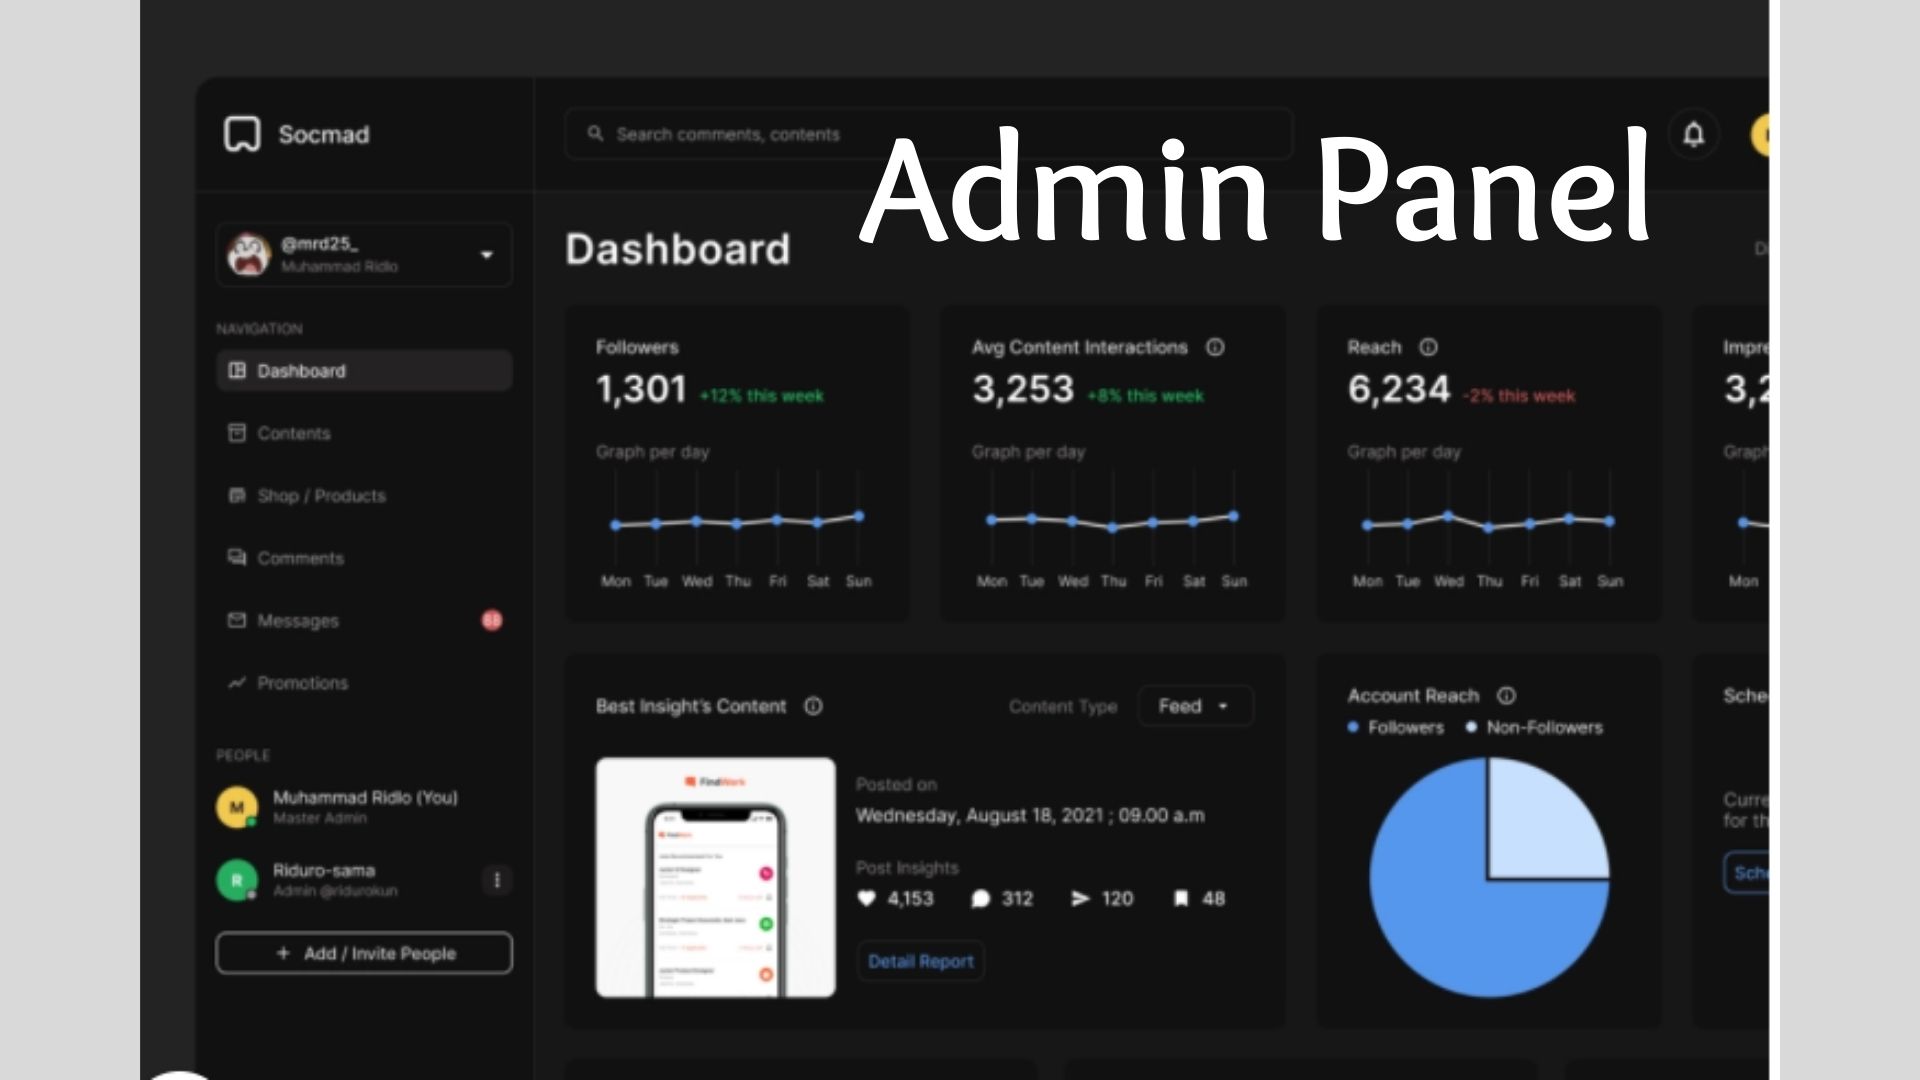 Socmad
Search comments, contents
Admin Panel
@mrd25_
Muhammad Ridlo
Dashboard
NAVIGATION
Dashboard
Contents
Shop / Products
Comments
Messages
88
Promotions
PEOPLE
M
Muhammad Ridlo (You)
Master Admin
R
Riduro-sama
Admin @ridurokun
+ Add / Invite People
Followers
1,301 +12% this week
Graph per day
Mon Tue Wed Thu Fri Sat Sun
Avg Content Interactions
3,253 +8% this week
Graph per day
Mon Tue Wed Thu Fri Sat Sun
Reach
6,234 -2% this week
Graph per day
Mon Tue Wed Thu Fri Sat Sun
Impre
3,2
Graph
Mon
Best Insight's Content
Content Type Feed
FindWork
Posted on
Wednesday, August 18, 2021 ; 09.00 a.m
Post Insights
4,153 312 120 48
Detail Report
Account Reach
Followers Non-Followers
Sche
Curre
for th
Sche